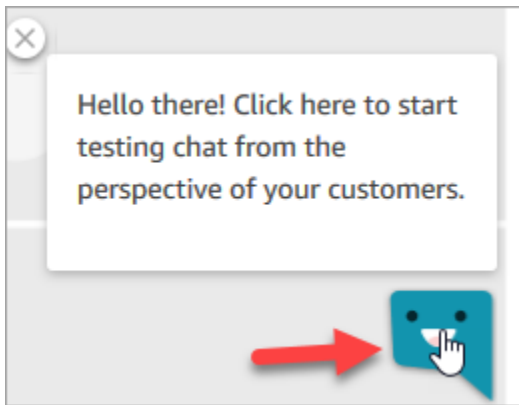 Hello there! Click here to start
testing chat from the
perspective of your customers.